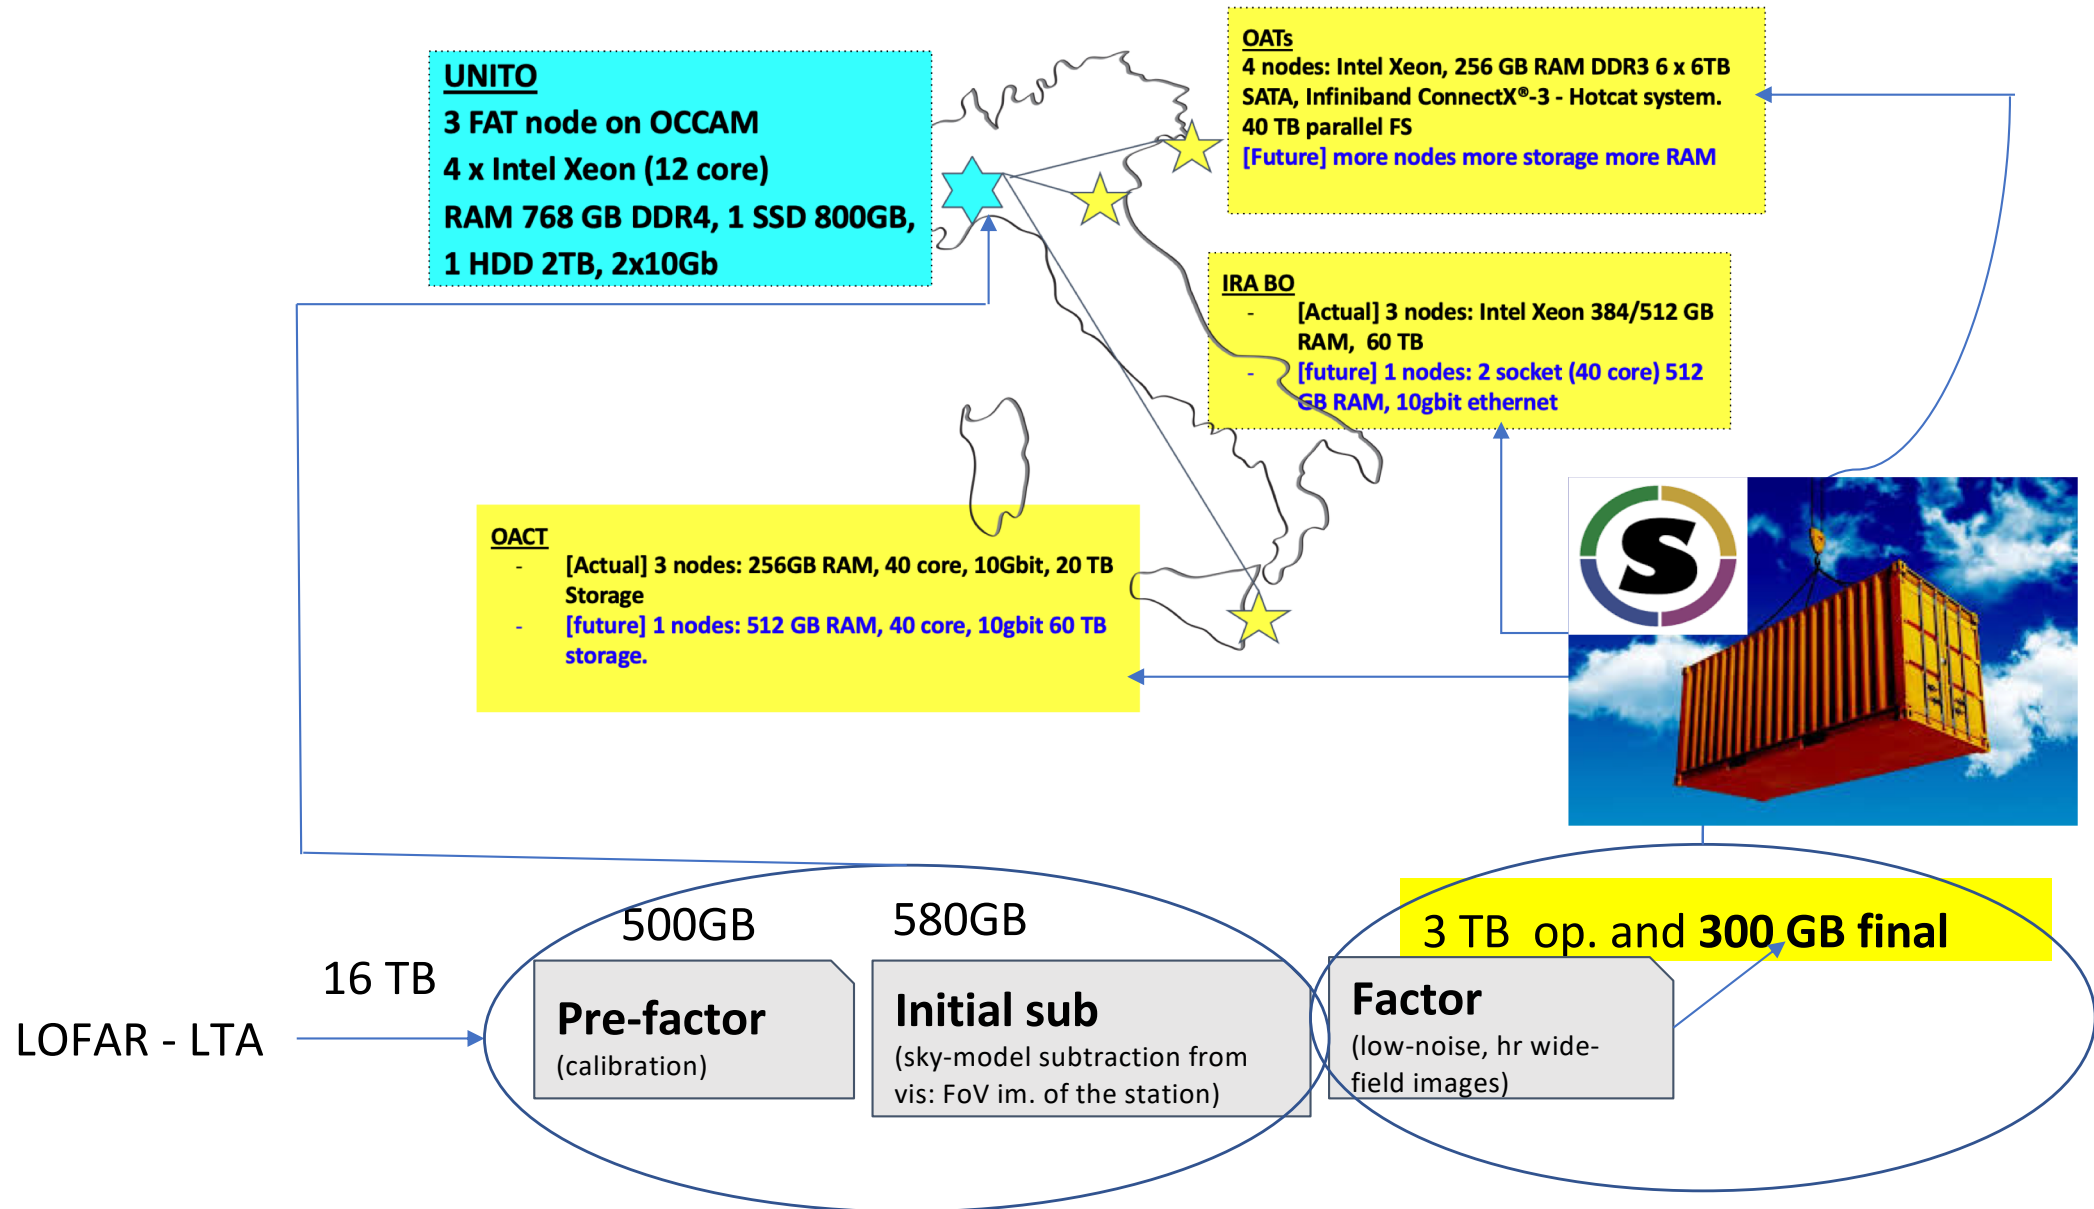 UNITO
3 FAT node on OCCAM
4 x Intel Xeon (12 core)
RAM 768 GB DDR4, 1 SSD 800GB,
1 HDD 2TB, 2x10Gb
OATs
4 nodes: Intel Xeon, 256 GB RAM DDR3 6 x 6TB
SATA, Infiniband ConnectX®-3 - Hotcat system.
40 TB parallel FS
[Future] more nodes more storage more RAM
IRA BO
- [Actual] 3 nodes: Intel Xeon 384/512 GB
RAM, 60 TB
- [future] 1 nodes: 2 socket (40 core) 512
GB RAM, 10gbit ethernet
OACT
- [Actual] 3 nodes: 256GB RAM, 40 core, 10Gbit, 20 TB
Storage
- [future] 1 nodes: 512 GB RAM, 40 core, 10gbit 60 TB
storage.
S
500GB
580GB
3 TB op. and 300 GB final
16 TB
LOFAR - LTA
Pre-factor
(calibration)
Initial sub
(sky-model subtraction from
vis: FoV im. of the station)
Factor
(low-noise, hr wide-
field images)